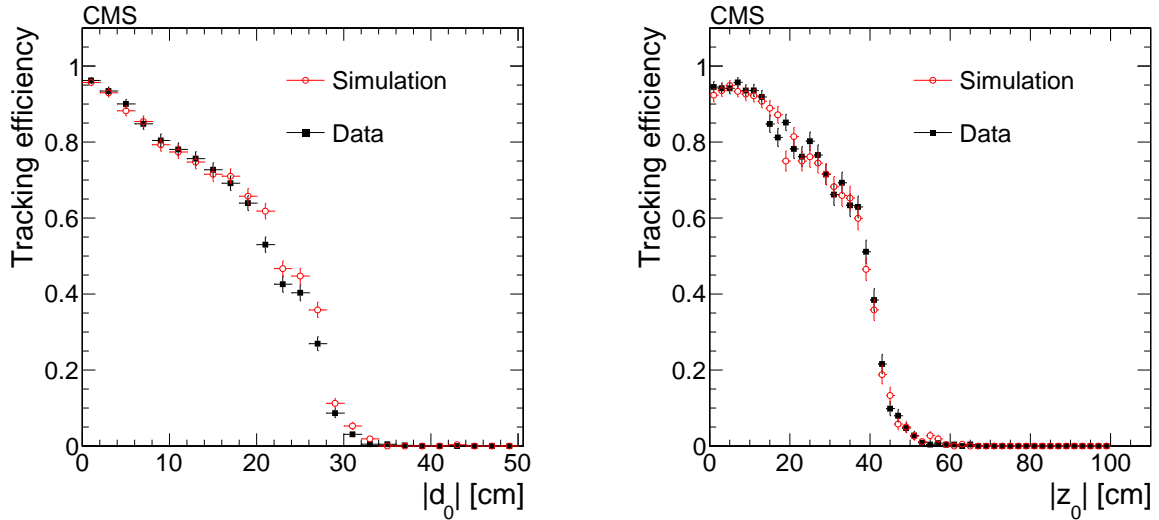 CMS
Tracking efficiency
1
0.8
0.6
0.4
0.2
0
Simulation
Data
0 10 20 30 40 50
|d0| [cm]
CMS
Tracking efficiency
1
0.8
0.6
0.4
0.2
0
Simulation
Data
0 20 40 60 80 100
|z0| [cm]